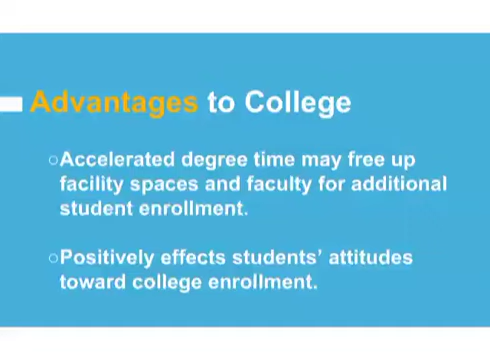 Advantages to College
○Accelerated degree time may free up
facility spaces and faculty for additional
student enrollment.
○Positively effects students’ attitudes
toward college enrollment.